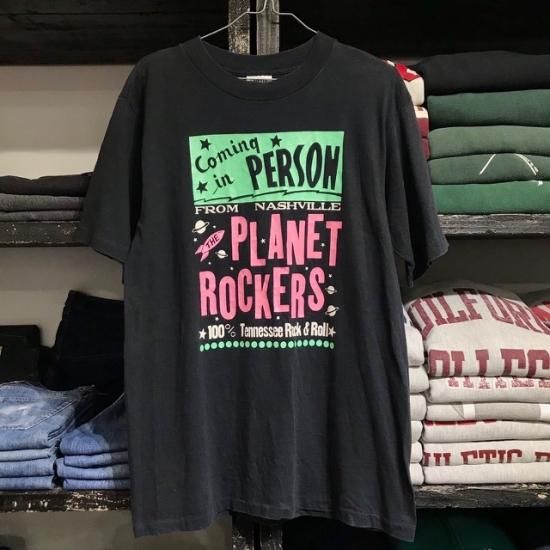 Coming
in PERSON
FROM NASHVILLE
THE PLANET
ROCKERS
100% Tennessee Rock & Roll